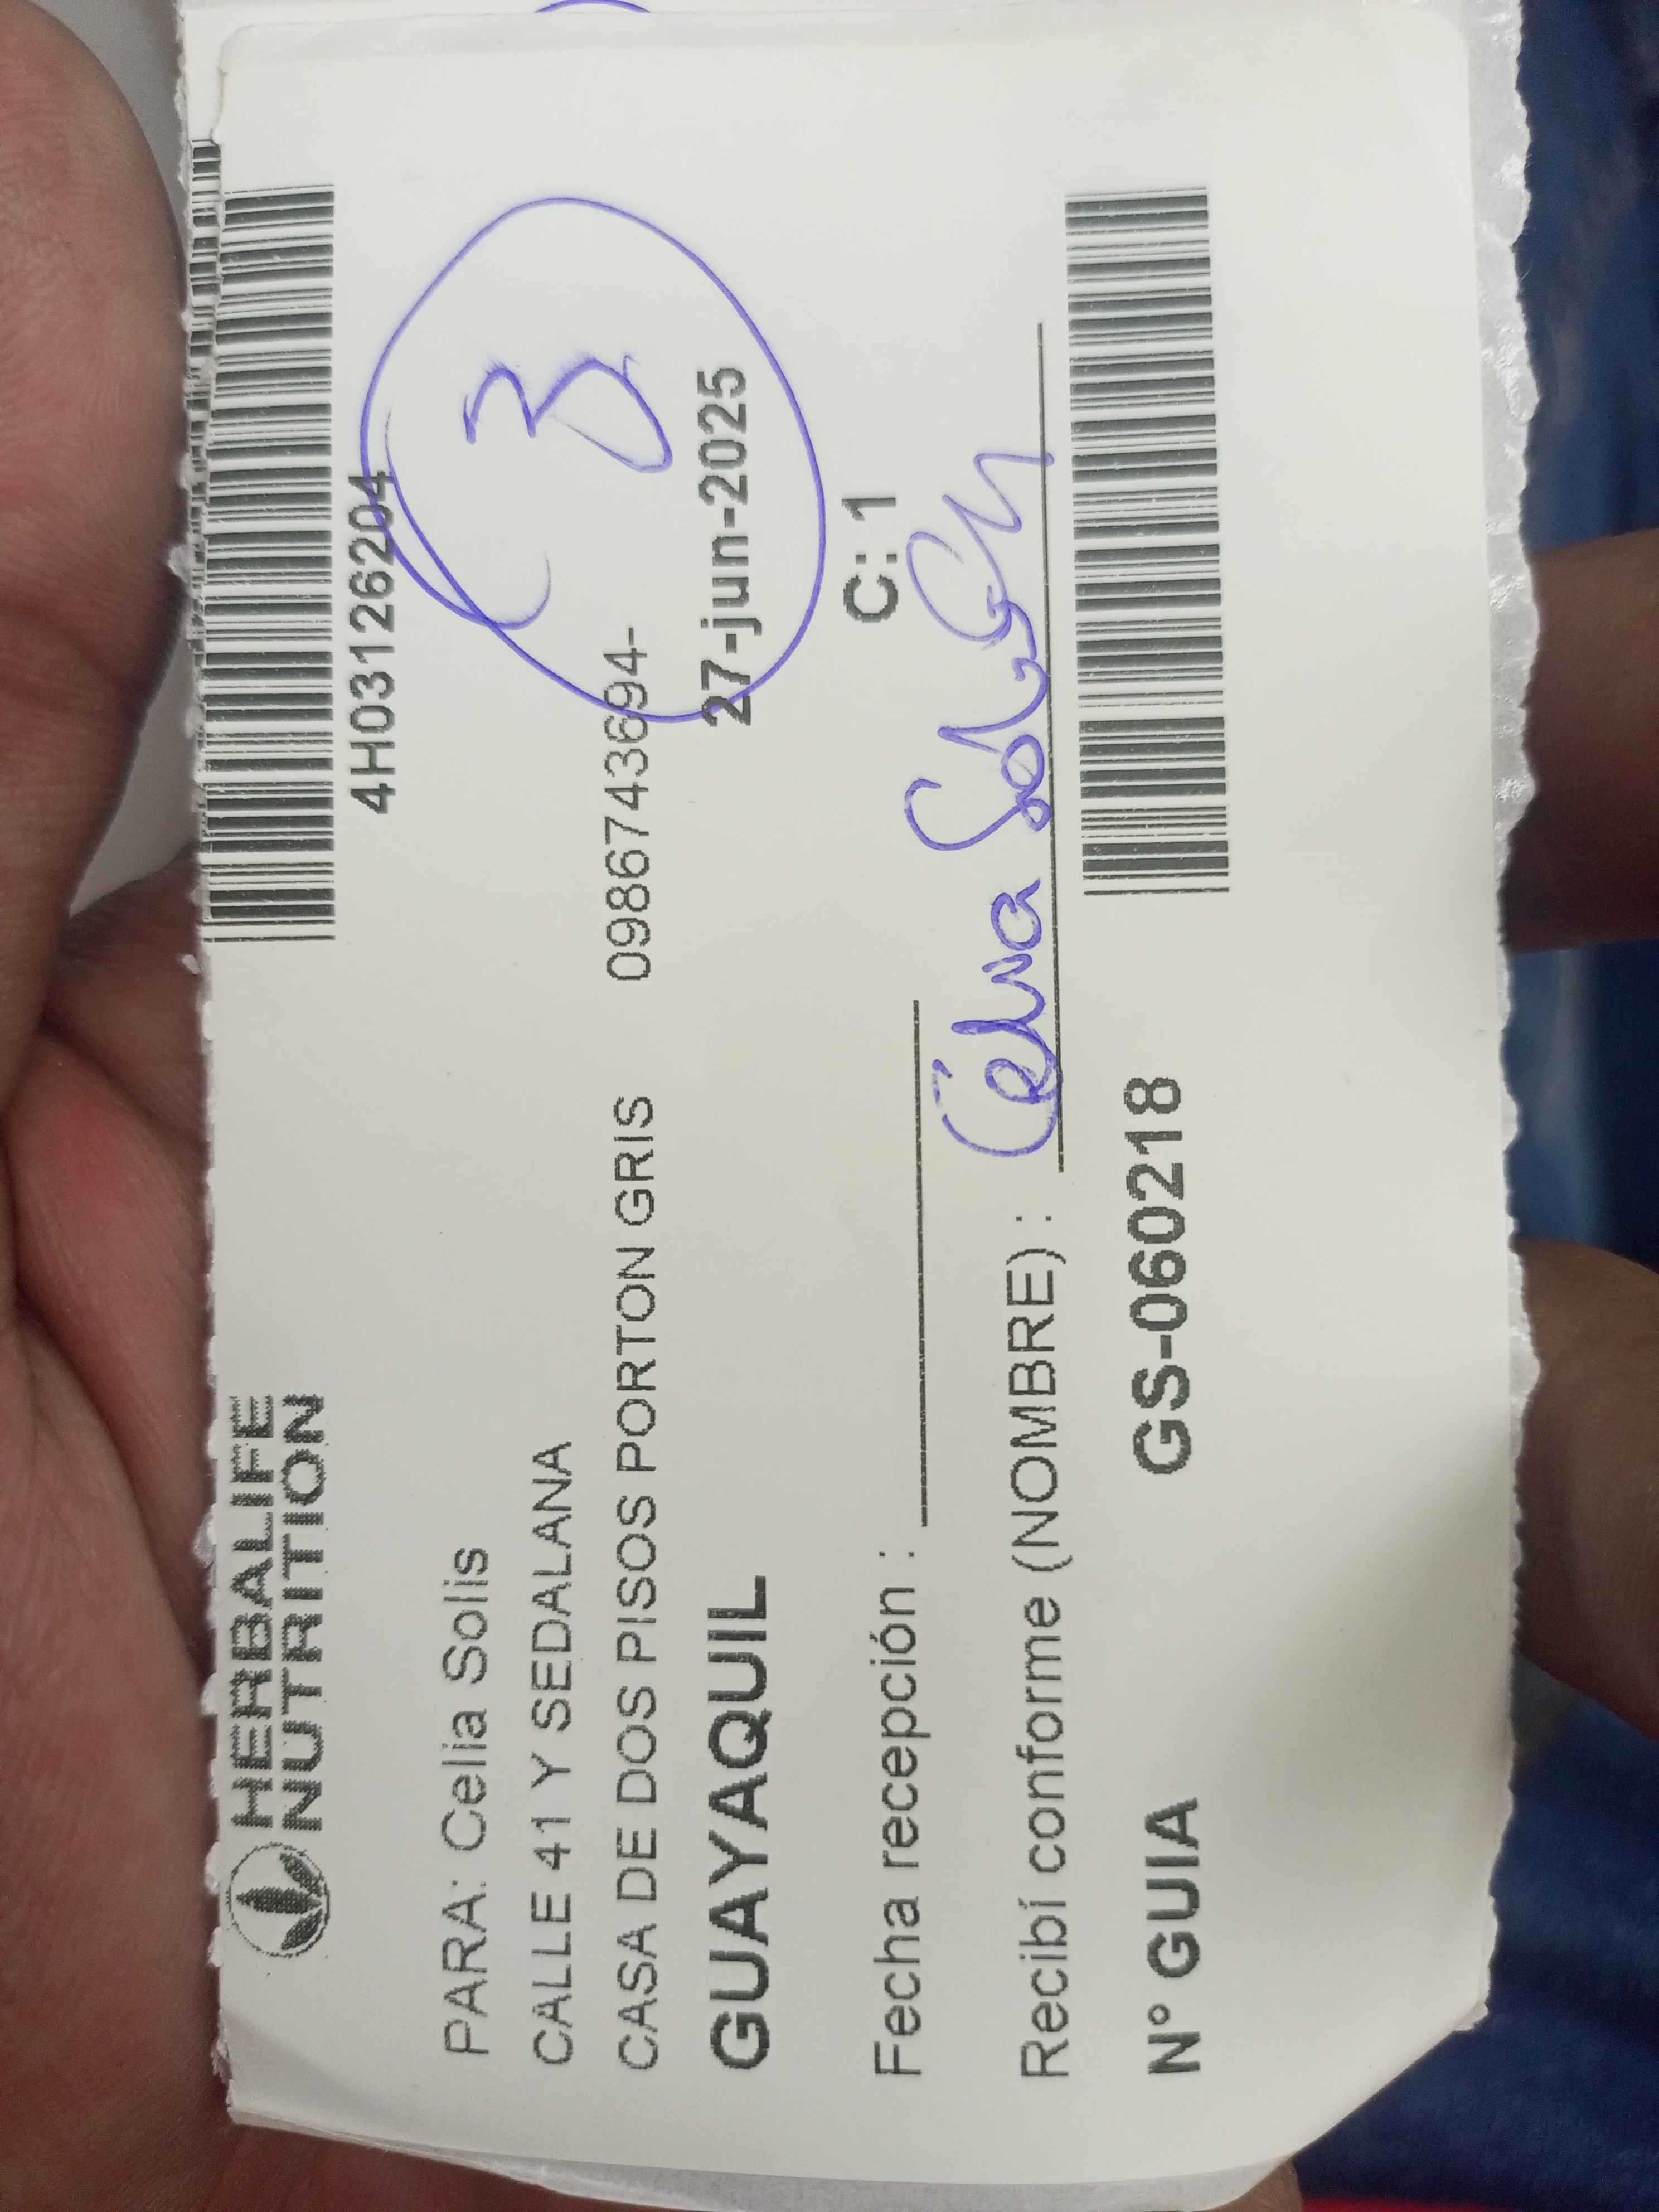 HERBALIFE
NUTRITION
4H03126204
PARA: Celia Solis
3
CALLE 41 Y SEDALANA
CASA DE DOS PISOS PORTON GRIS 0986743694-
GUAYAQUIL 27-jun-2025
C: 1
Fecha recepción :
Recibí conforme (NOMBRE) : Celia Solis
N° GUIA GS-060218